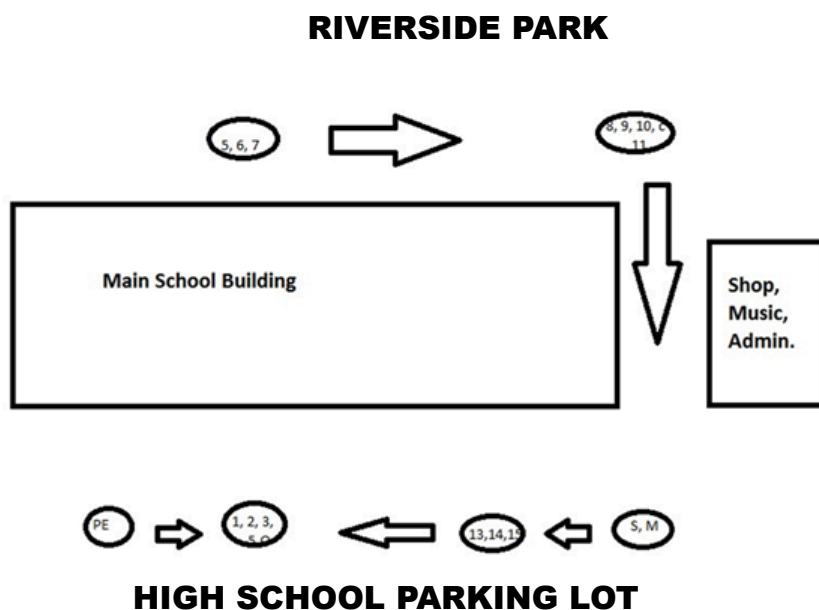 RIVERSIDE PARK
5, 6, 7
8, 9, 10, c
11
Main School Building
Shop,
Music,
Admin.
PE
1, 2, 3,
13,14,15
S, M
HIGH SCHOOL PARKING LOT